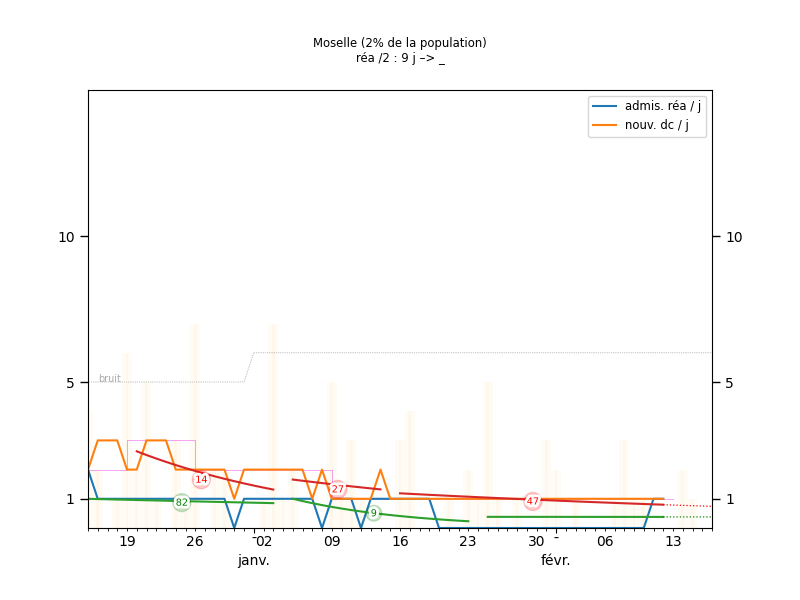 Moselle (2% de la population)
réa /2 : 9 j –> _
admis. réa / j
nouv. dc / j
10 10
bruit
5 5
14
27
47
82
9
1 1
19 26 02 09 16 23 30 06 13
janv. févr.